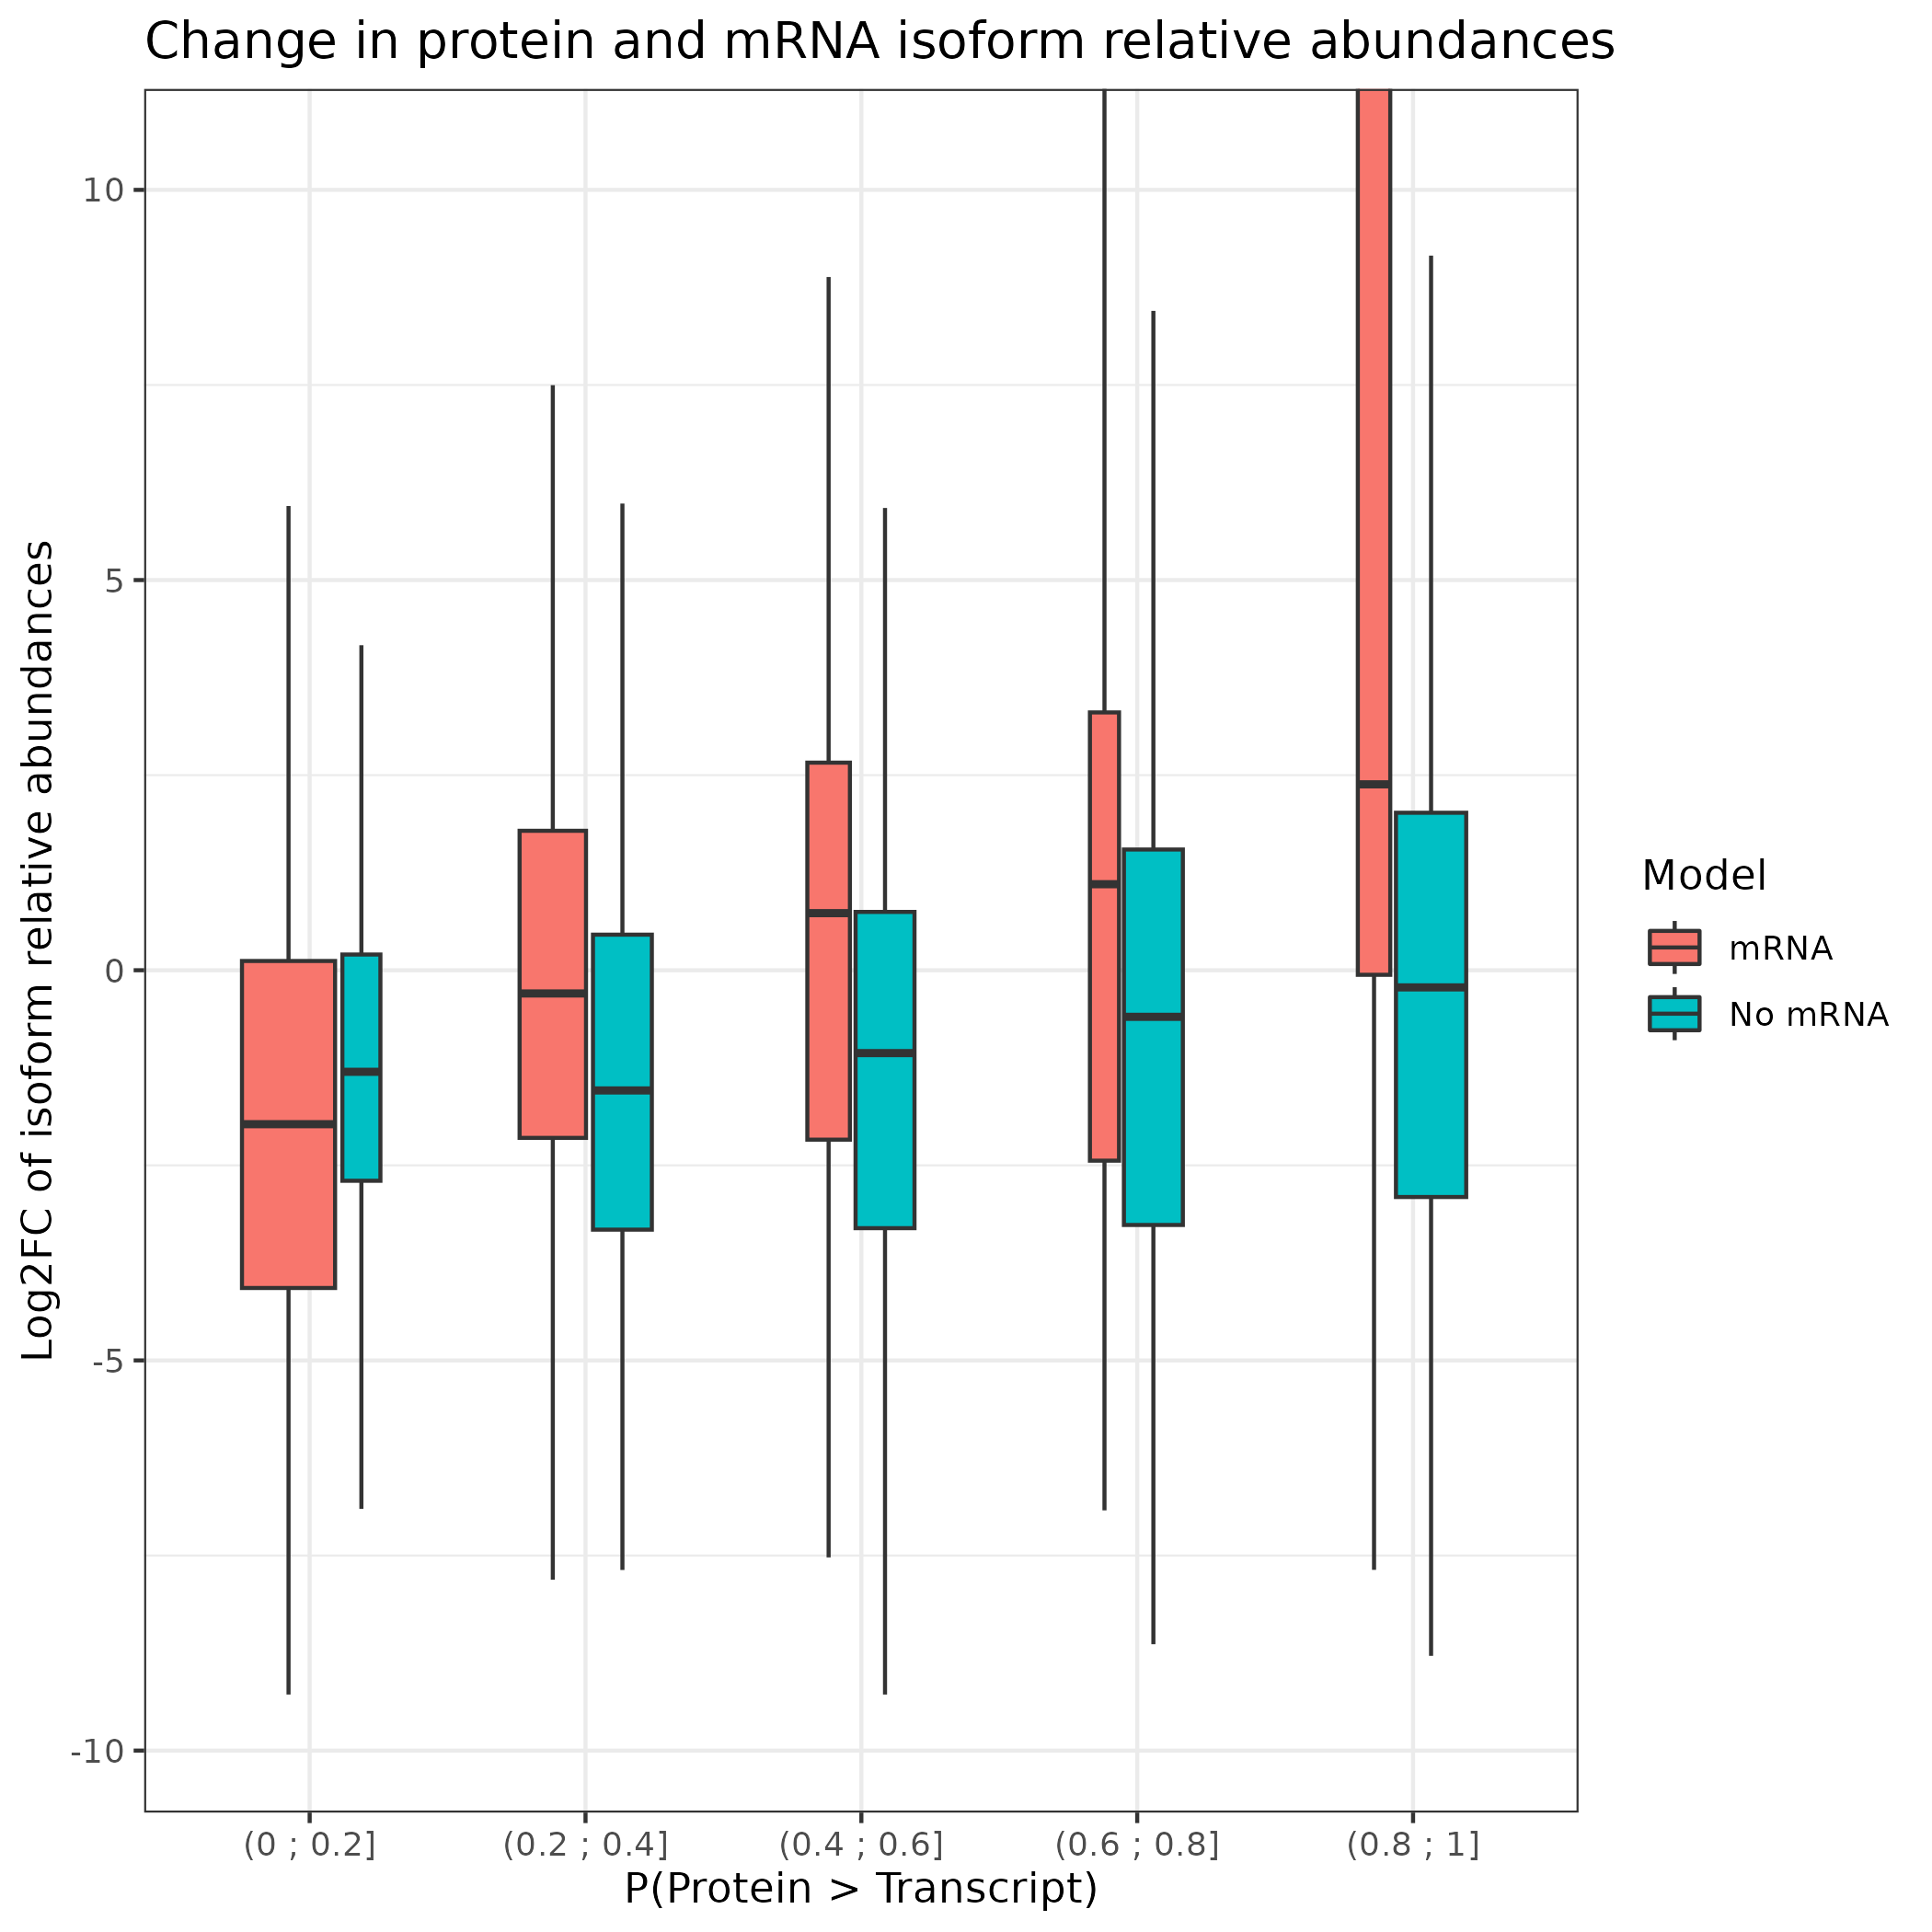 Change in protein and mRNA isoform relative abundances
Log2FC of isoform relative abundances
10
5
0
-5
-10
(0 ; 0.2]
(0.2 ; 0.4]
(0.4 ; 0.6]
(0.6 ; 0.8]
(0.8 ; 1]
P(Protein > Transcript)
Model
mRNA
No mRNA